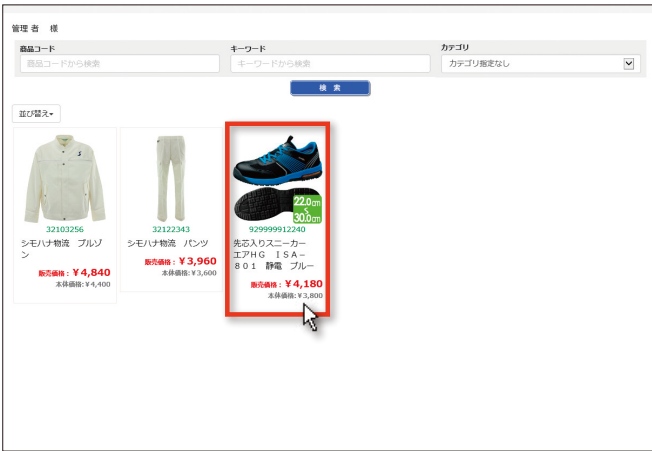 管理 者　様
商品コード
キーワード
カテゴリ
商品コードから検索
キーワードから検索
カテゴリ指定なし
検 索
並び替え
32103256
シモハナ物流　ブルゾ
ン
販売価格：￥4,840
本体価格:￥4,400
32122343
シモハナ物流　パンツ
販売価格：￥3,960
本体価格:￥3,600
22.0cm
30.0cm
929999912240
先芯入りスニーカー
エアＨＧ　ＩＳＡ－
８０１　静電　ブルー
販売価格：￥4,180
本体価格:￥3,800